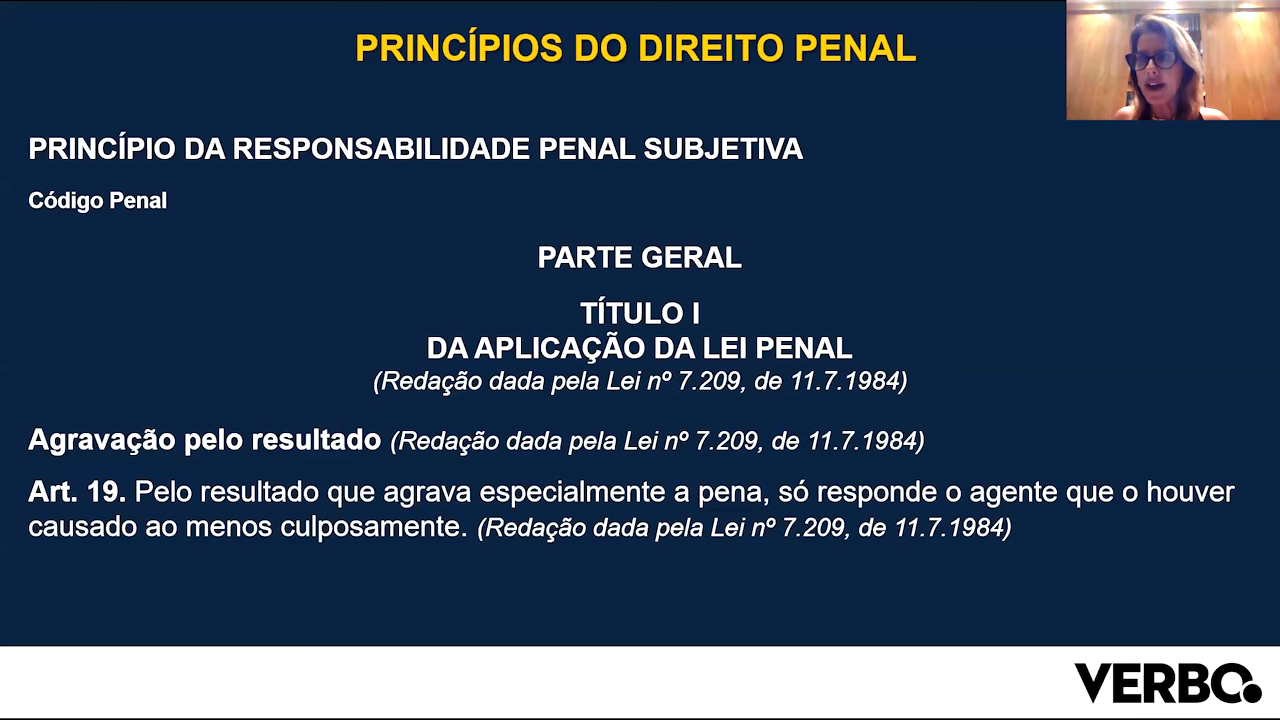 PRINCÍPIOS DO DIREITO PENAL
PRINCÍPIO DA RESPONSABILIDADE PENAL SUBJETIVA
Código Penal
PARTE GERAL
TÍTULO I
DA APLICAÇÃO DA LEI PENAL
(Redação dada pela Lei nº 7.209, de 11.7.1984)
Agravação pelo resultado (Redação dada pela Lei nº 7.209, de 11.7.1984)
Art. 19. Pelo resultado que agrava especialmente a pena, só responde o agente que o houver
causado ao menos culposamente. (Redação dada pela Lei nº 7.209, de 11.7.1984)
VERBO.